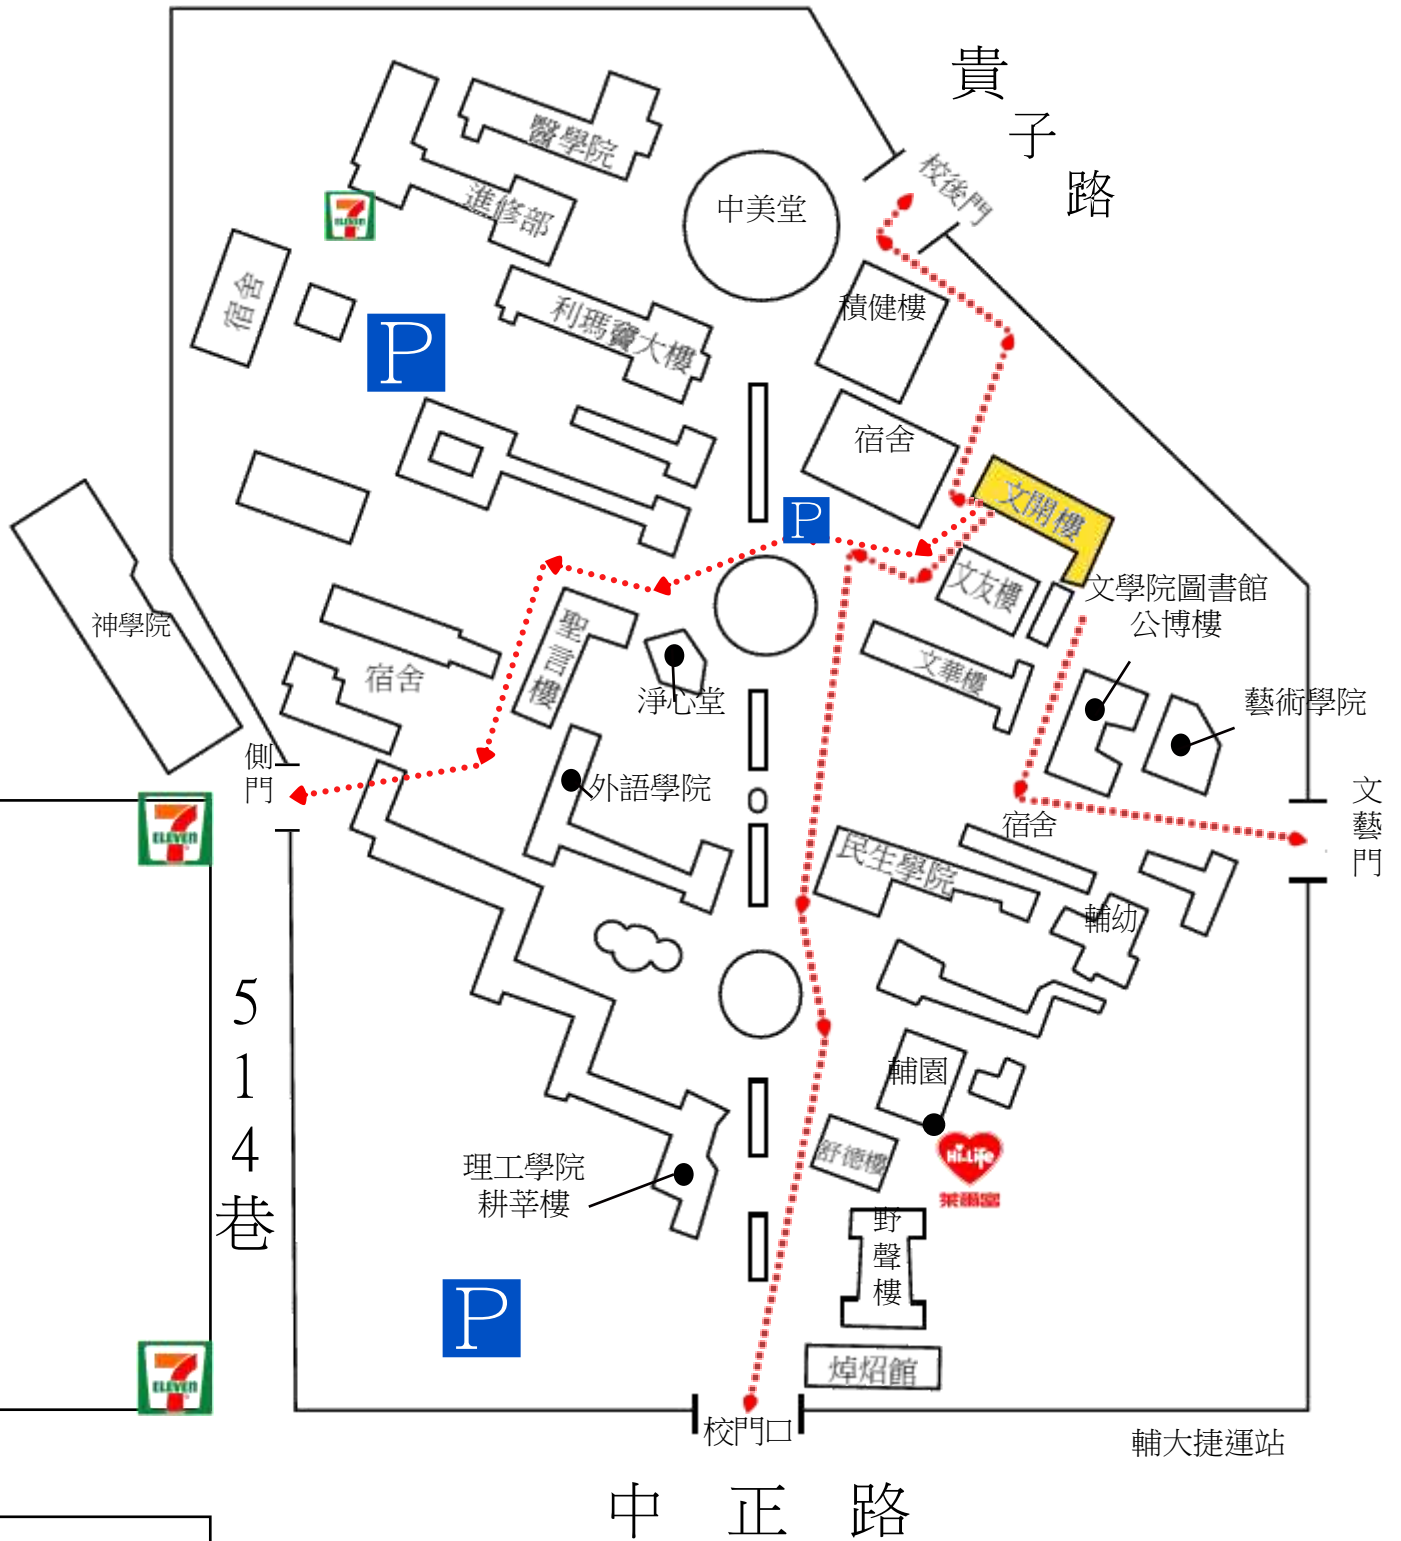 貴子路
校後門
醫學院
進修部
7
ELEVEN
中美堂
宿舍
利瑪竇大樓
積健樓
P
宿舍
文開樓
P
文友樓
文學院圖書館
公博樓
神學院
宿舍
聖言樓
淨心堂
文華樓
藝術學院
側門
外語學院
7
ELEVEN
宿舍
文藝門
民生學院
輔幼
514巷
輔園
理工學院
耕莘樓
舒德樓
Hi-Life
萊爾富
野聲樓
P
7
ELEVEN
焯炤館
校門口
輔大捷運站
中正路